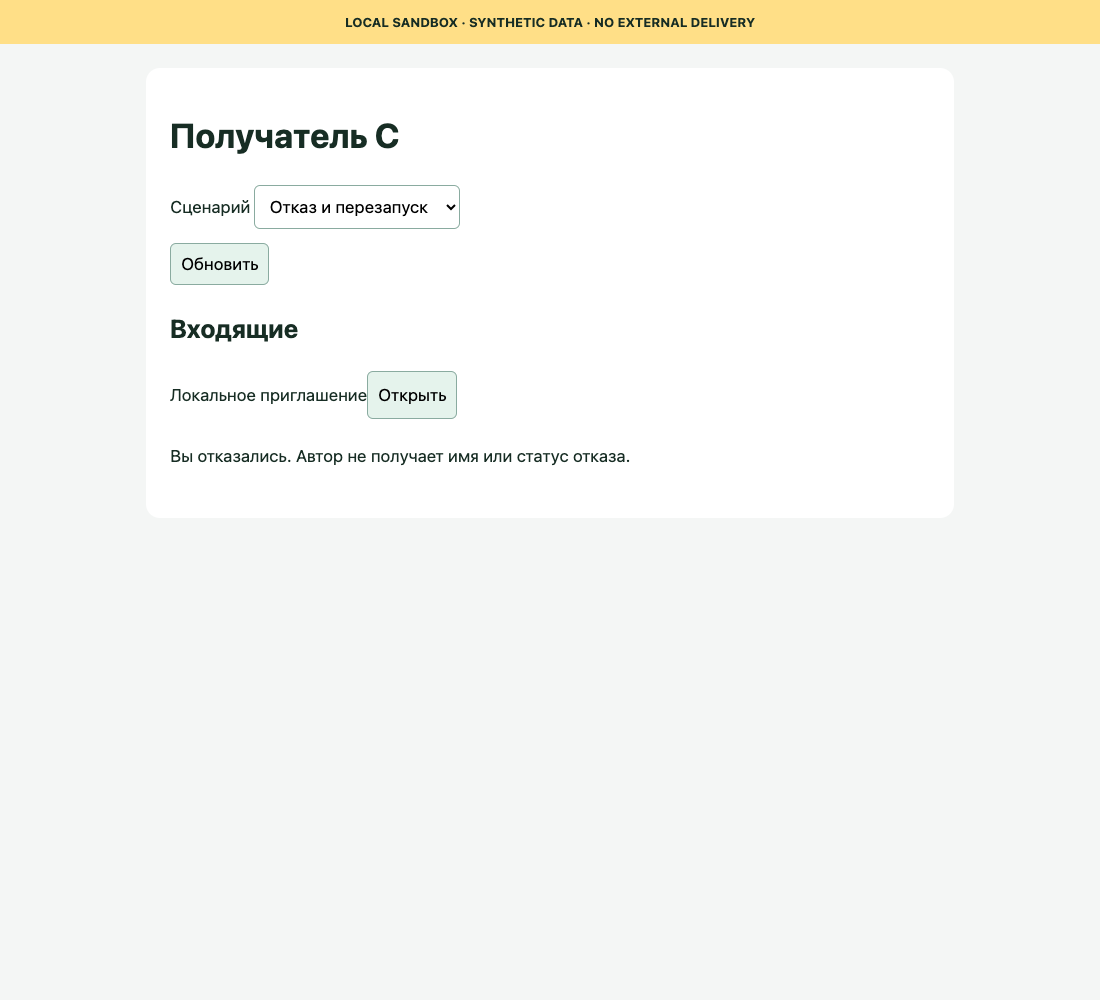 LOCAL SANDBOX · SYNTHETIC DATA · NO EXTERNAL DELIVERY
Получатель C
Сценарий Отказ и перезапуск
Обновить
Входящие
Локальное приглашение Открыть
Вы отказались. Автор не получает имя или статус отказа.